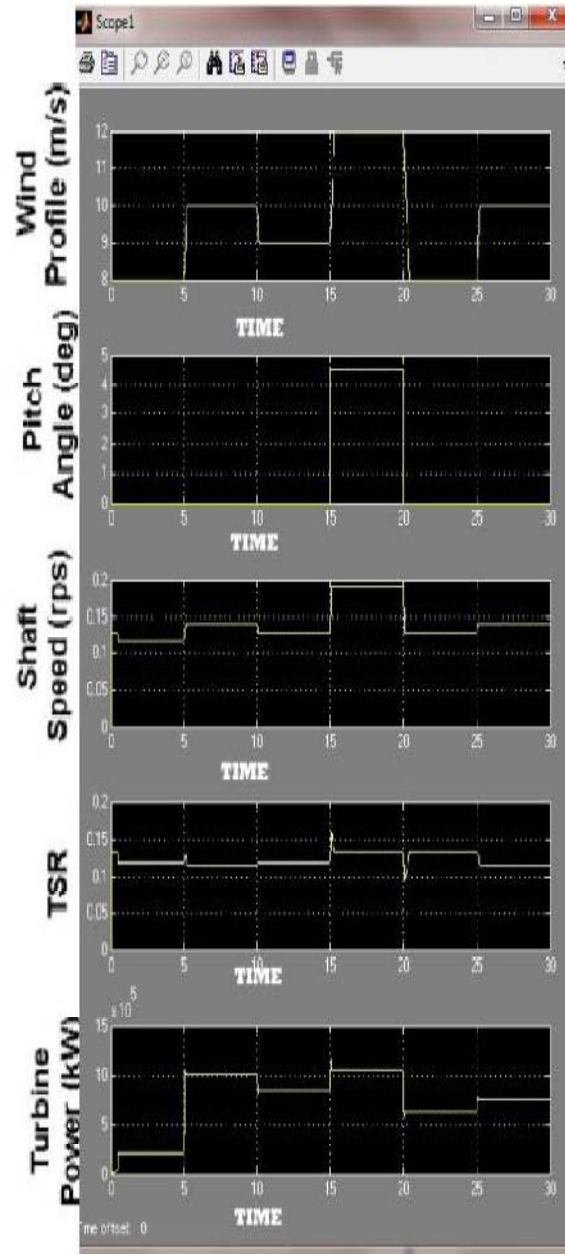 Scope1
Wind
Profile (m/s)
12
11
10
9
8
0 5 10 15 20 25 30
TIME
Pitch
Angle (deg)
5
4
3
2
1
0
0 5 10 15 20 25 30
TIME
Shaft
Speed (rps)
0.2
0.15
0.1
0.05
0
0 5 10 15 20 25 30
TIME
TSR
0.2
0.15
0.1
0.05
0
0 5 10 15 20 25 30
TIME
Turbine
Power (kW)
x 10 5
15
10
5
0
0 5 10 15 20 25 30
TIME
Time offset: 0